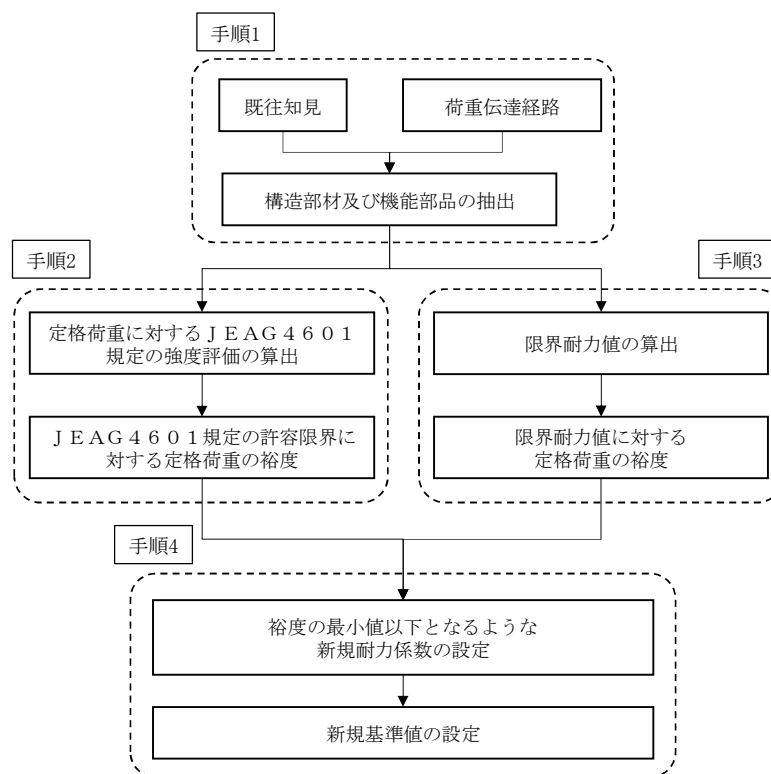 手順1
既往知見
荷重伝達経路
構造部材及び機能部品の抽出
手順2
定格荷重に対するＪＥＡＧ４６０１
規定の強度評価の算出
ＪＥＡＧ４６０１規定の許容限界に
対する定格荷重の裕度
手順3
限界耐力値の算出
限界耐力値に対する
定格荷重の裕度
手順4
裕度の最小値以下となるような
新規耐力係数の設定
新規基準値の設定